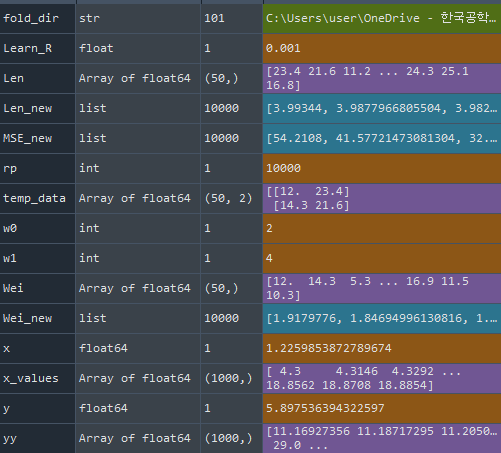 fold_dir str 101 C:\Users\user\OneDrive - 한국공학…
Learn_R float 1 0.001
Len Array of float64 (50,) [23.4 21.6 11.2 ... 24.3 25.1
16.8]
Len_new list 10000 [3.99344, 3.9877966805504, 3.982...
MSE_new list 10000 [54.2108, 41.57721473081304, 32....
rp int 1 10000
temp_data Array of float64 (50, 2) [[12. 23.4]
[14.3 21.6]
w0 int 1 2
w1 int 1 4
Wei Array of float64 (50,) [12. 14.3 5.3 ... 16.9 11.5
10.3]
Wei_new list 10000 [1.9179776, 1.84694996130816, 1....
x float64 1 1.2259853872789674
x_values Array of float64 (1000,) [ 4.3 4.3146 4.3292 ...
18.8562 18.8708 18.8854]
y float64 1 5.897536394322597
yy Array of float64 (1000,) [11.16927356 11.18717295 11.2050...
29.0 ...